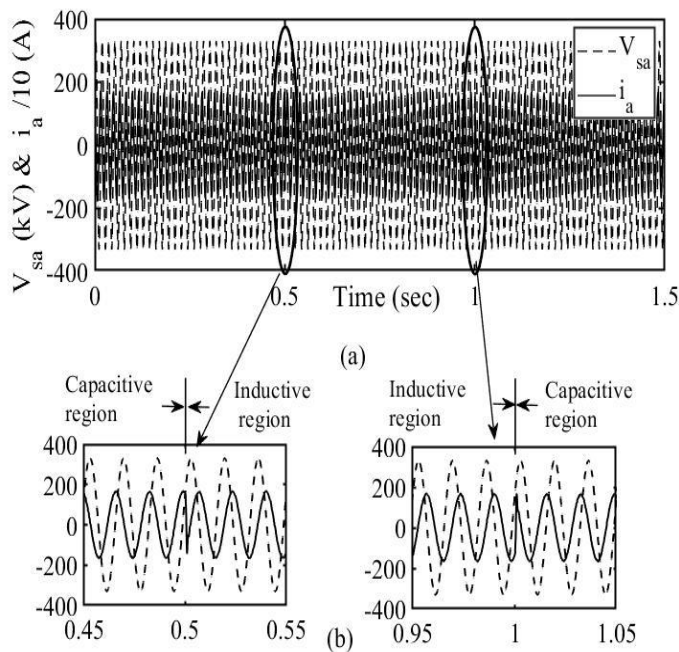 V_sa (kV) & i_a /10 (A)
400
200
0
-200
-400
V_sa
i_a
0 0.5 Time (sec) 1 1.5
(a)
Capacitive region
Inductive region
Inductive region
Capacitive region
400
200
0
-200
-400
0.45 0.5 0.55
400
200
0
-200
-400
0.95 1 1.05
(b)